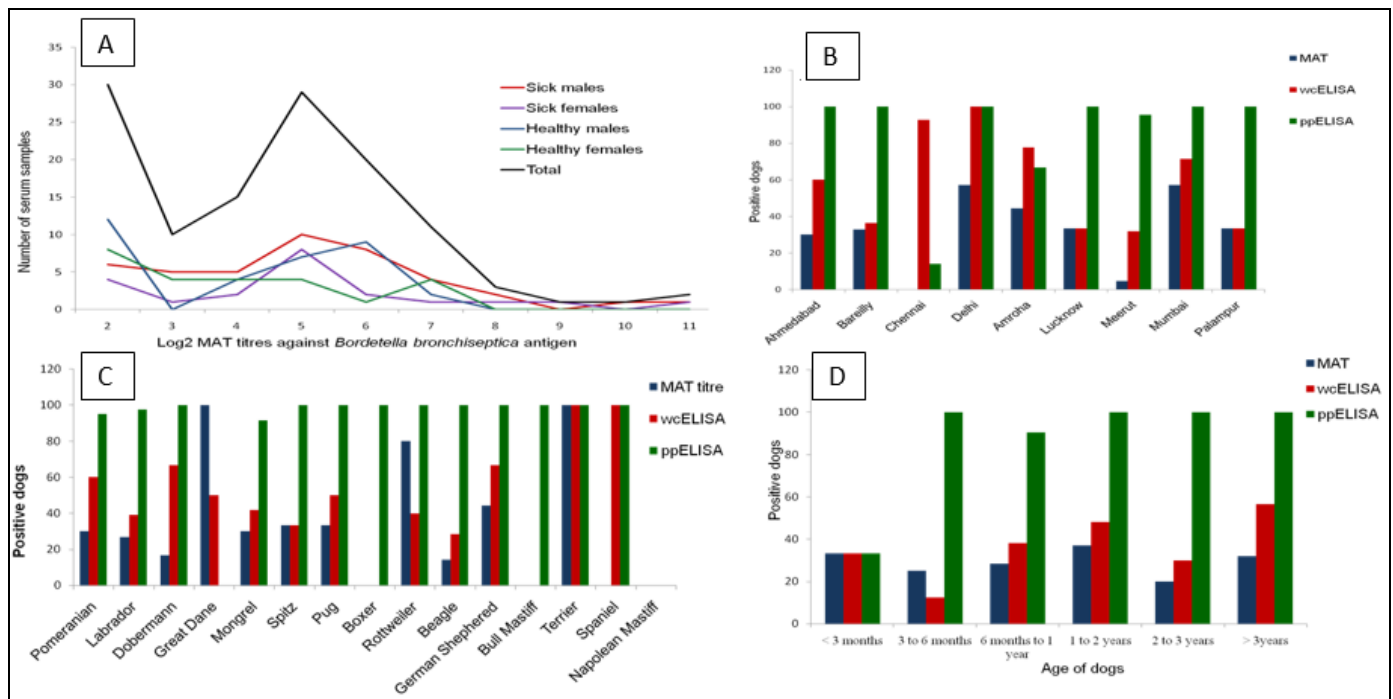 A
35
30
25
20
15
10
5
0
Number of serum samples
Sick males
Sick females
Healthy males
Healthy females
Total
2 3 4 5 6 7 8 9 10 11
Log2 MAT titres against Bordetella bronchiseptica antigen
B
120
100
80
60
40
20
0
Positive dogs
MAT
wcELISA
ppELISA
Ahmedabad
Bareilly
Chennai
Delhi
Amroha
Lucknow
Meerut
Mumbai
Palampur
C
120
100
80
60
40
20
0
Positive dogs
MAT titre
wcELISA
ppELISA
Pomeranian
Labrador
Dobermann
Great Dane
Mongrel
Spitz
Pug
Boxer
Rottweiler
Beagle
German Shephered
Bull Mastiff
Terrier
Spaniel
Napolean Mastiff
D
120
100
80
60
40
20
0
Positive dogs
MAT
wcELISA
ppELISA
< 3 months
3 to 6 months
6 months to 1
year
1 to 2 years
2 to 3 years
> 3years
Age of dogs